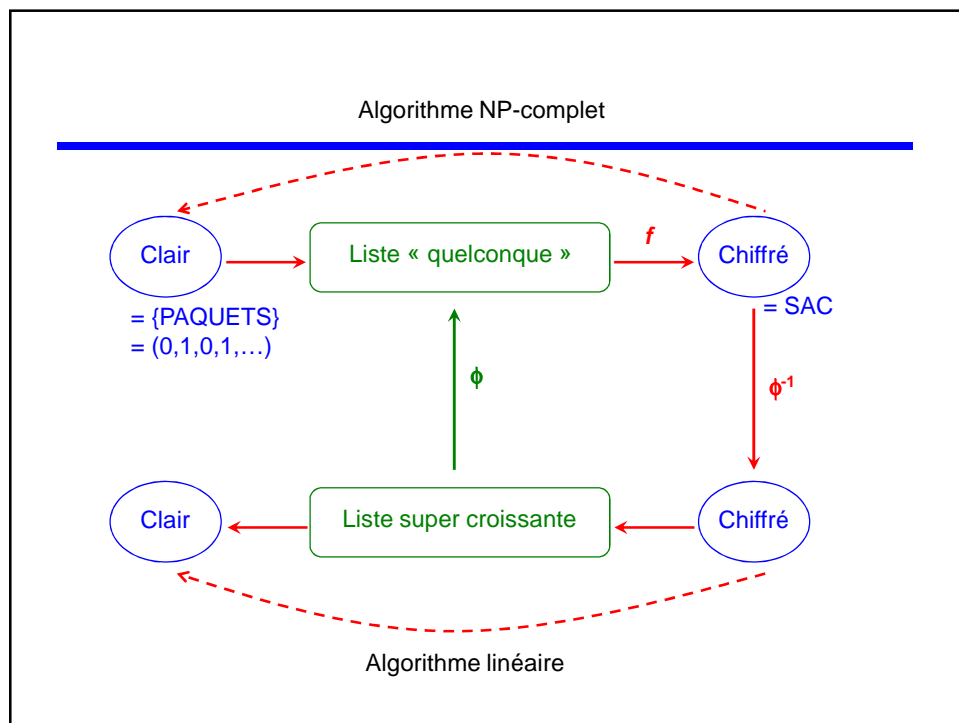 Algorithme NP-complet
Clair
Liste « quelconque »
f
Chiffré
= {PAQUETS}
= (0,1,0,1,…)
= SAC
ϕ
ϕ-1
Clair
Liste super croissante
Chiffré
Algorithme linéaire